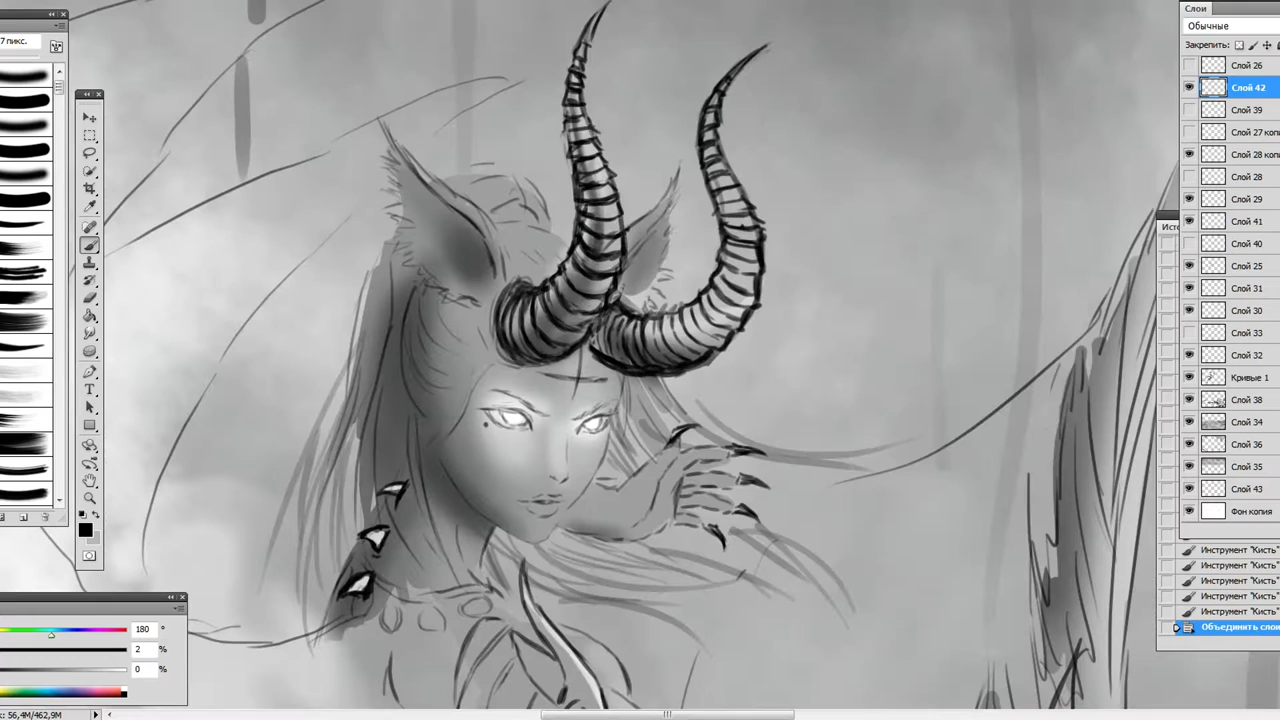 7 пикс.
Слои
Обычные
Закрепить:
Слой 26
Слой 42
Слой 39
Слой 27 копи
Слой 28 копи
Слой 28
Слой 29
Слой 41
Слой 40
Слой 25
Слой 31
Слой 30
Слой 33
Слой 32
Кривые 1
Слой 38
Слой 34
Слой 36
Слой 35
Слой 43
Фон копия
Исто
Инструмент "Кисть"
Инструмент "Кисть"
Инструмент "Кисть"
Инструмент "Кисть"
Инструмент "Кисть"
Объединить слои
180 °
2 %
0 %
к: 56,4M/462,9M